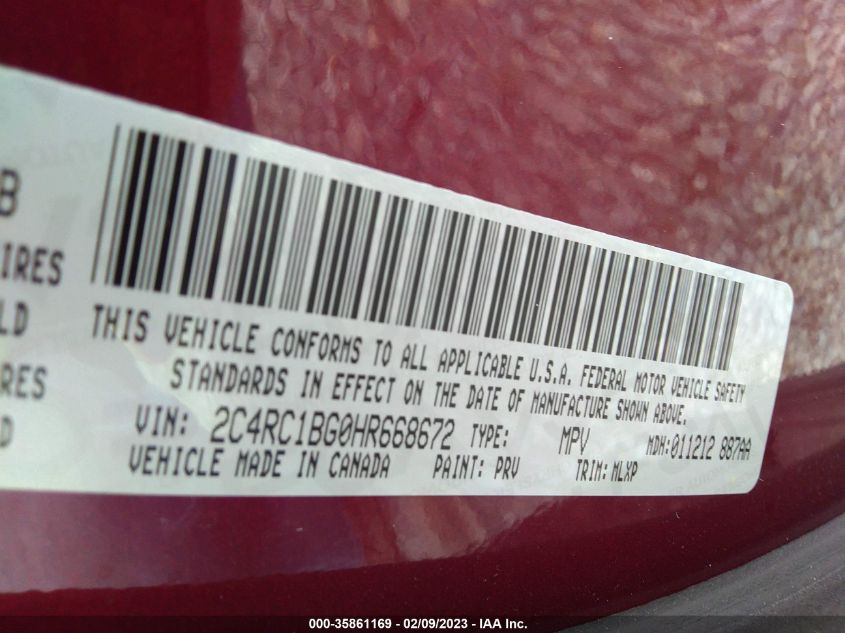 B
IRES
LD
RES
D
THIS VEHICLE CONFORMS TO ALL APPLICABLE U.S.A. FEDERAL MOTOR VEHICLE SAFETY
STANDARDS IN EFFECT ON THE DATE OF MANUFACTURE SHOWN ABOVE.
VIN: 2C4RC1BG0HR668672 TYPE: MPV MDH:011212 887AA
VEHICLE MADE IN CANADA PAINT: PRV TRIM: MLXP
000-35861169 - 02/09/2023 - IAA Inc.